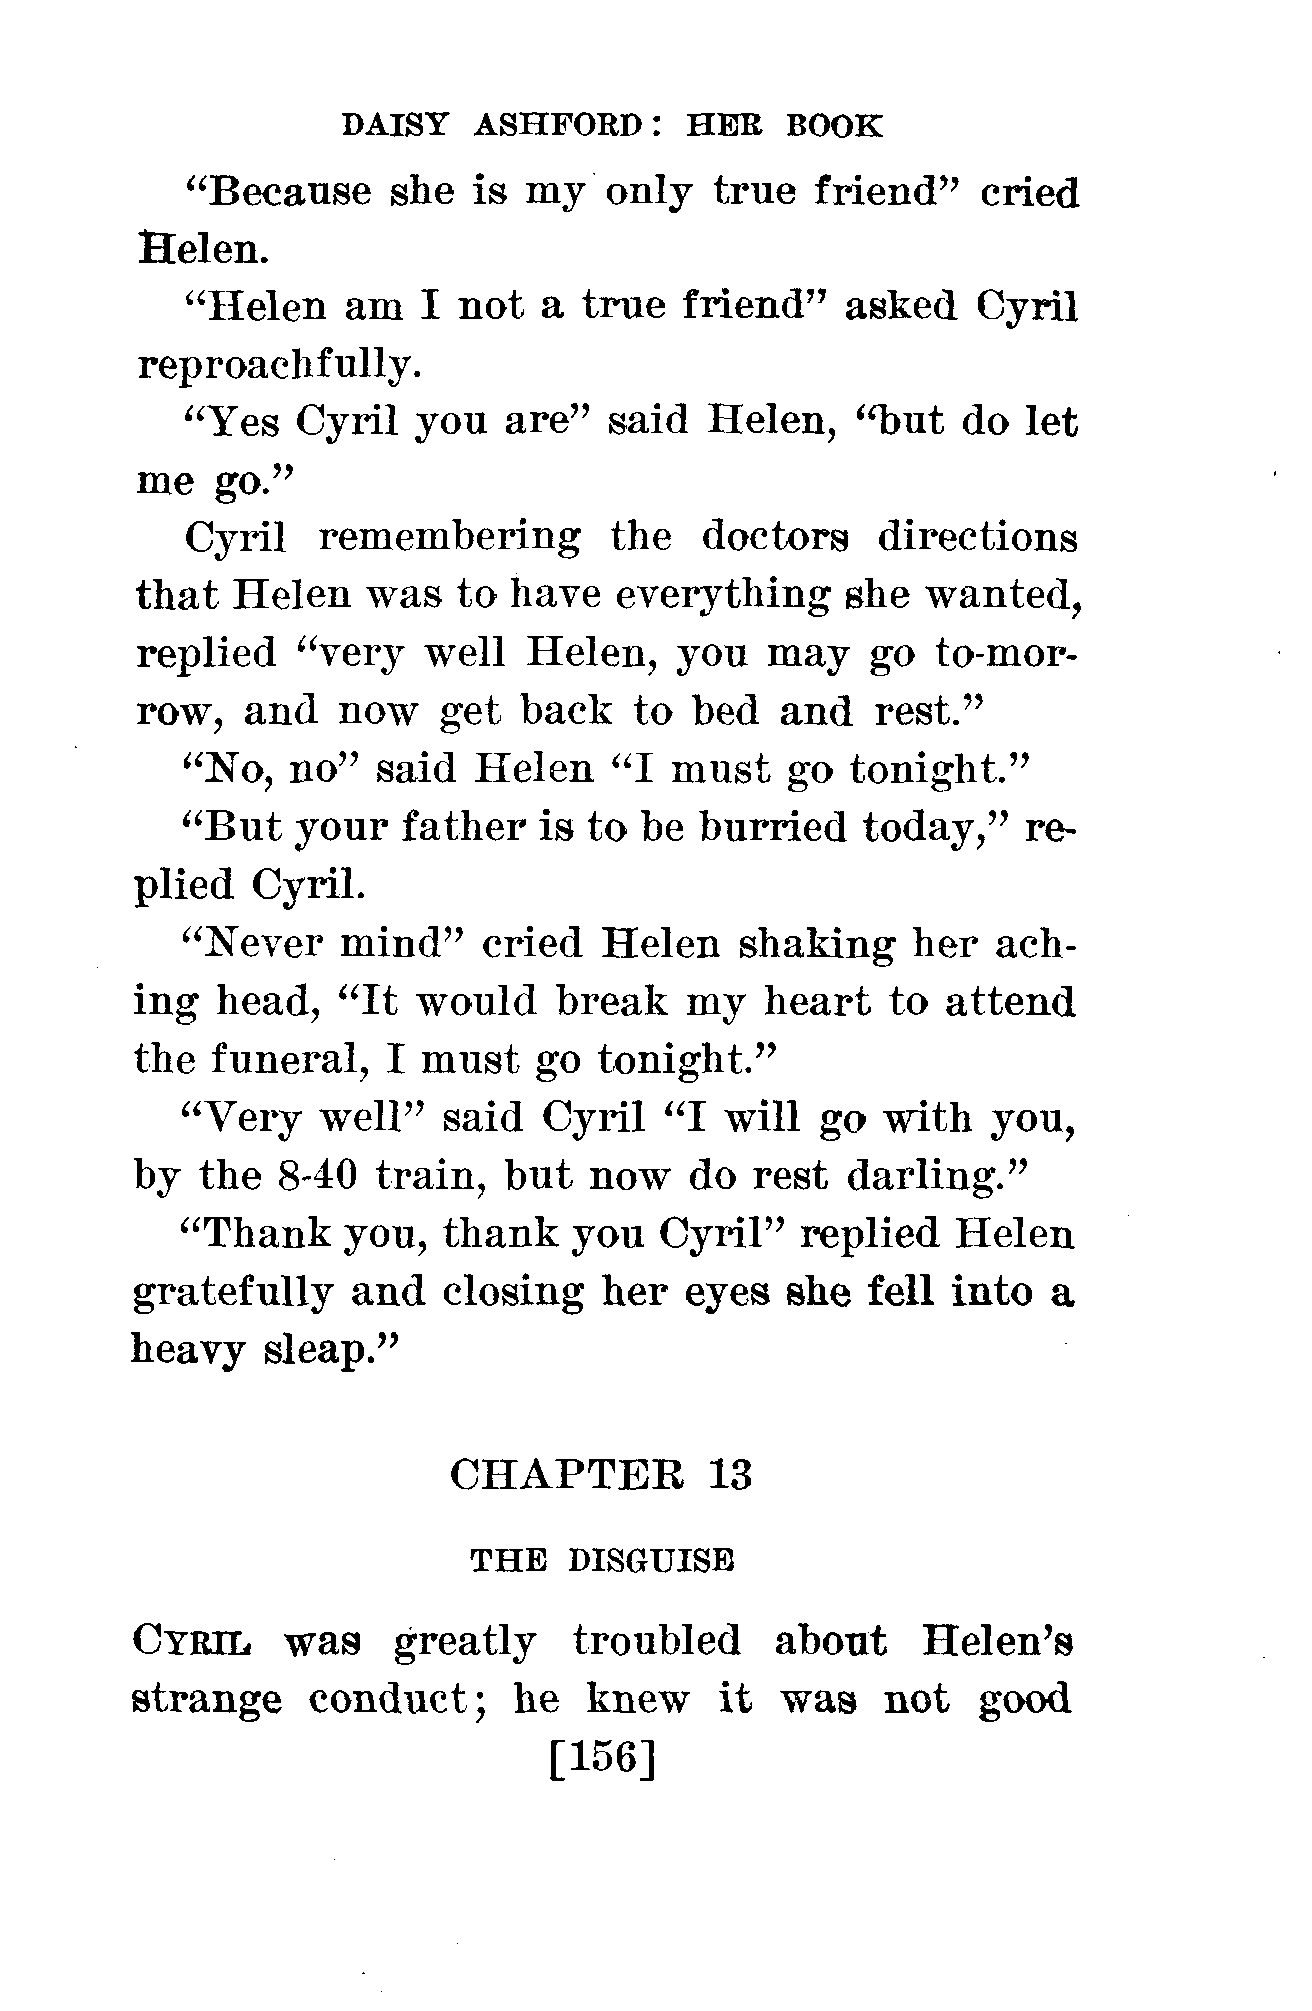 DAISY ASHFORD: HER BOOK
“Because she is my only true friend” cried
Helen.
“Helen am I not a true friend” asked Cyril
reproachfully.
“Yes Cyril you are” said Helen, “but do let
me go.”
Cyril remembering the doctors directions
that Helen was to have everything she wanted,
replied “very well Helen, you may go to-mor-
row, and now get back to bed and rest.”
“No, no” said Helen “I must go tonight.”
“But your father is to be burried today,” re-
plied Cyril.
“Never mind” cried Helen shaking her ach-
ing head, “It would break my heart to attend
the funeral, I must go tonight.”
“Very well” said Cyril “I will go with you,
by the 8-40 train, but now do rest darling.”
“Thank you, thank you Cyril” replied Helen
gratefully and closing her eyes she fell into a
heavy sleap.”
CHAPTER 13
THE DISGUISE
CYRIL was greatly troubled about Helen’s
strange conduct; he knew it was not good
[156]